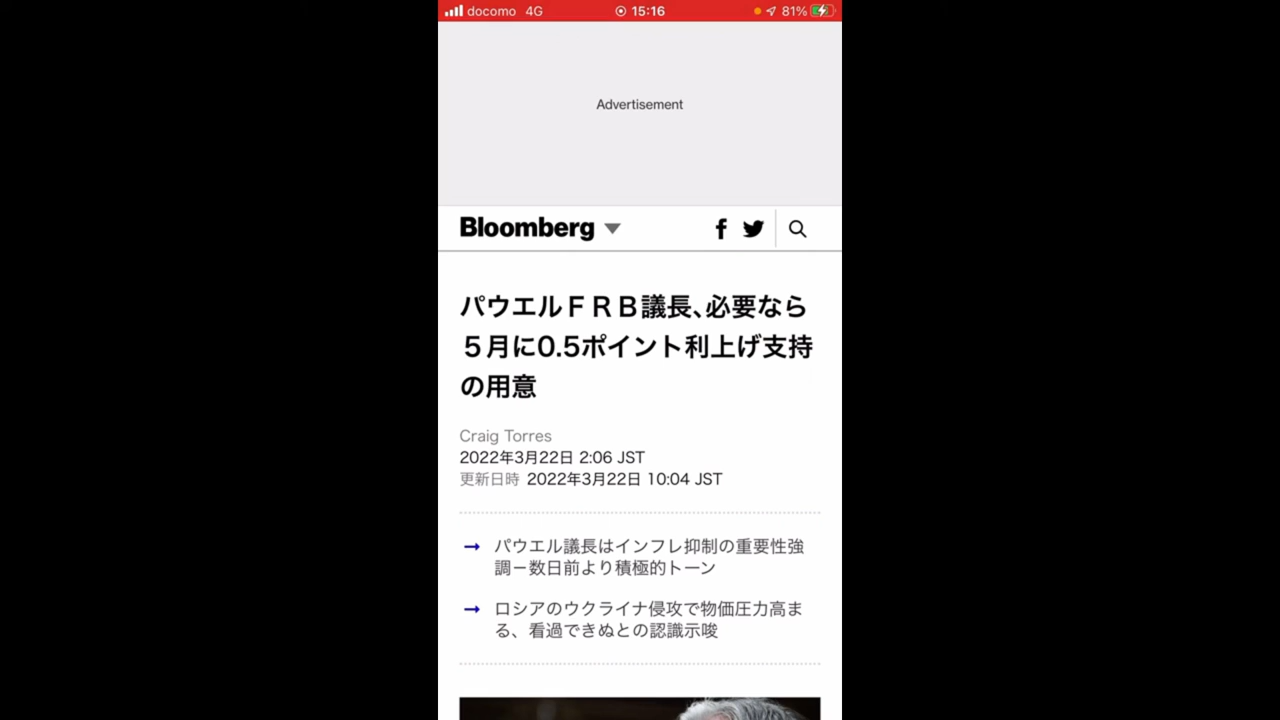 docomo 4G 15:16 81%
Advertisement
Bloomberg
パウエルＦＲＢ議長、必要なら
５月に0.5ポイント利上げ支持
の用意
Craig Torres
2022年3月22日 2:06 JST
更新日時 2022年3月22日 10:04 JST
→ パウエル議長はインフレ抑制の重要性強
調－数日前より積極的トーン
→ ロシアのウクライナ侵攻で物価圧力高ま
る、看過できぬとの認識示唆